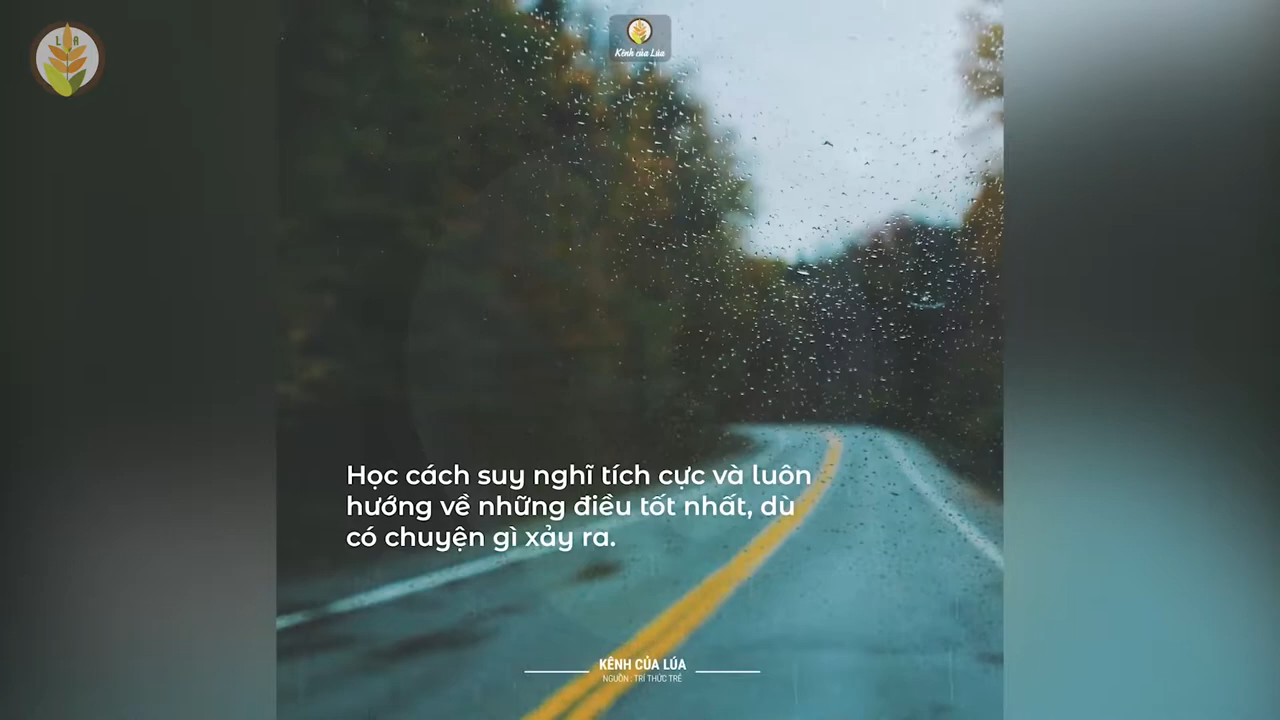 L A
Kênh của Lúa
Học cách suy nghĩ tích cực và luôn
hướng về những điều tốt nhất, dù
có chuyện gì xảy ra.
KÊNH CỦA LÚA
NGUỒN : TRÍ THỨC TRẺ